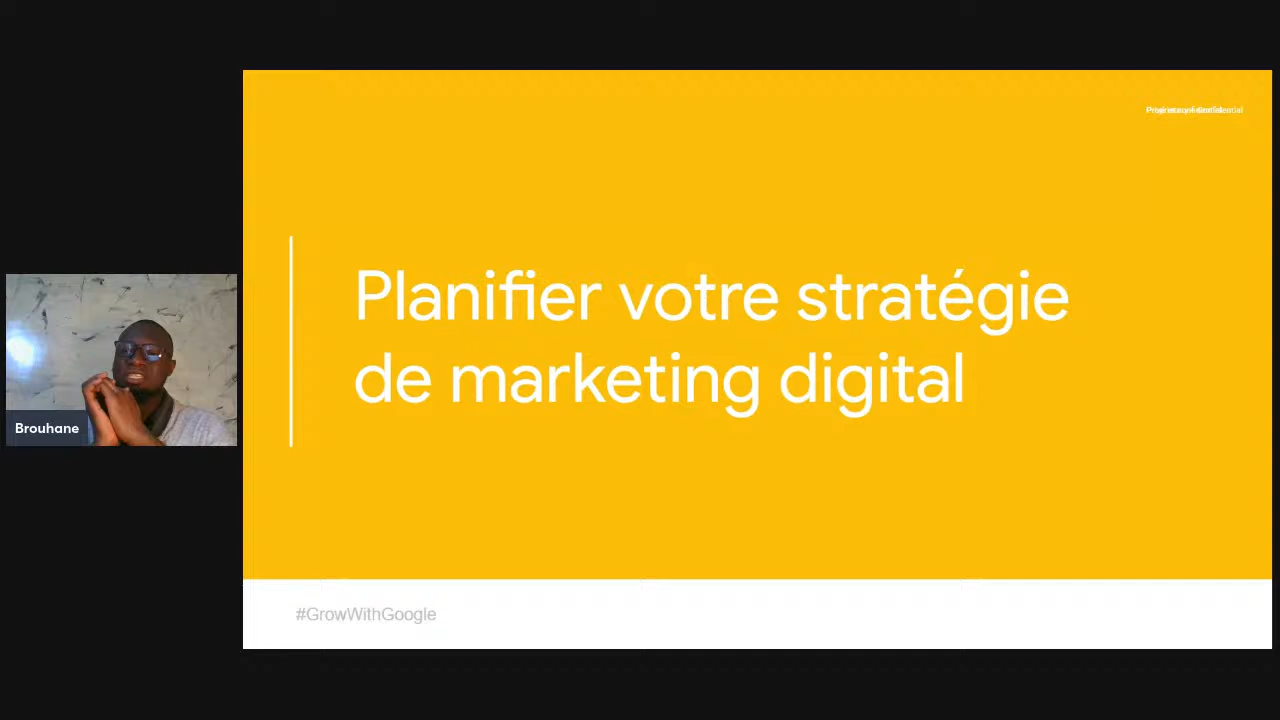 Planifier votre stratégie
de marketing digital
Brouhane
#GrowWithGoogle